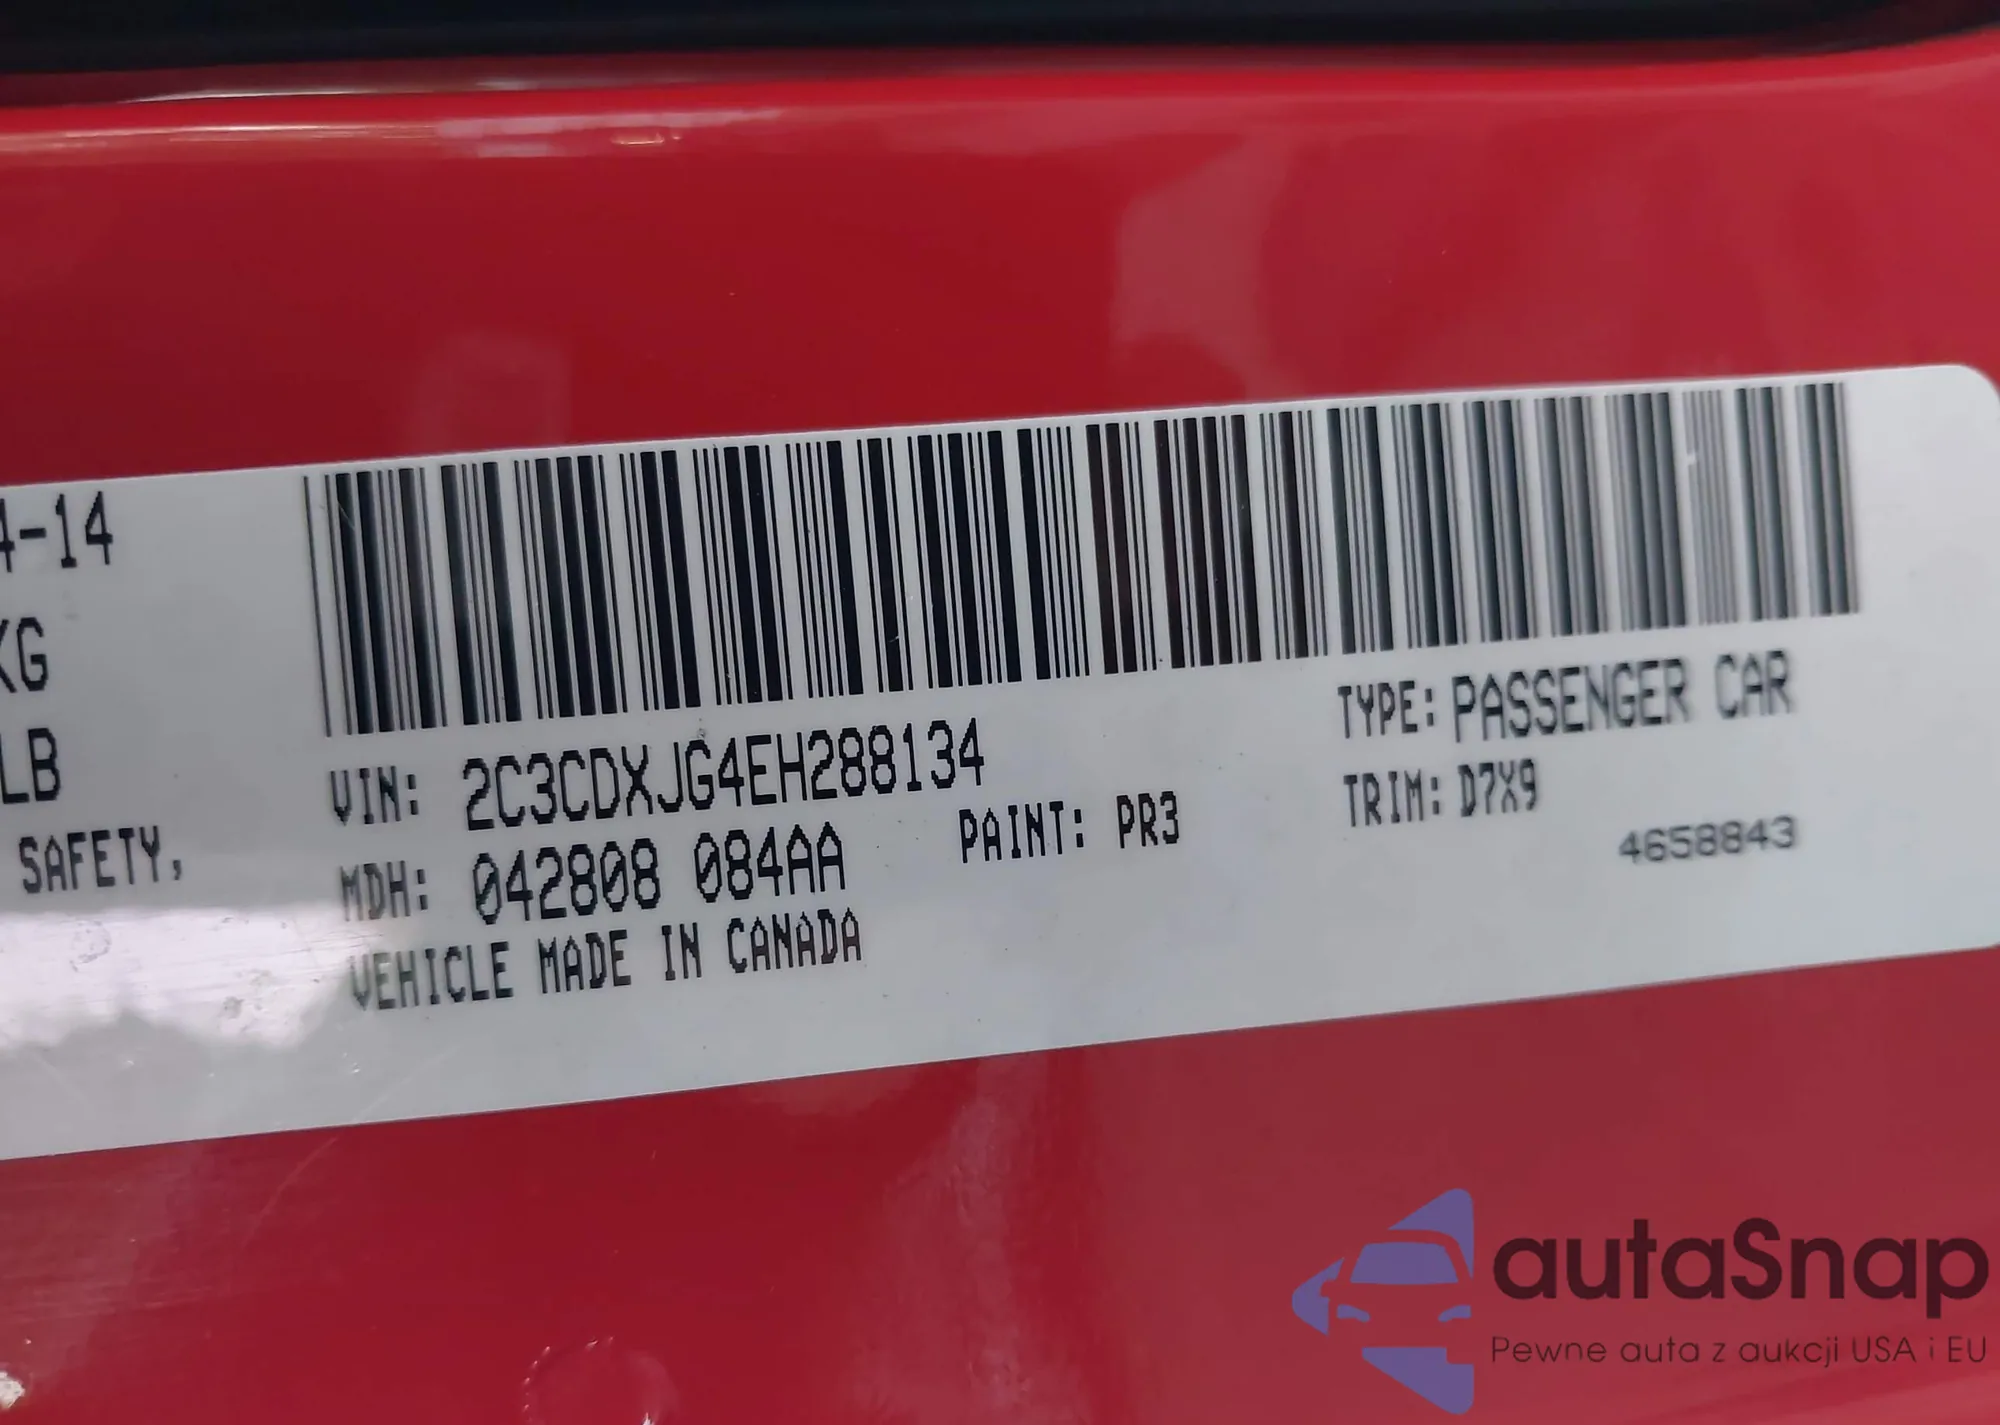 4-14
KG
LB
SAFETY,
VIN: 2C3CDXJG4EH288134
MDH: 042808 084AA
PAINT: PR3
VEHICLE MADE IN CANADA
TYPE: PASSENGER CAR
TRIM: D7X9
4658843
autaSnap
Pewne auta z aukcji USA i EU